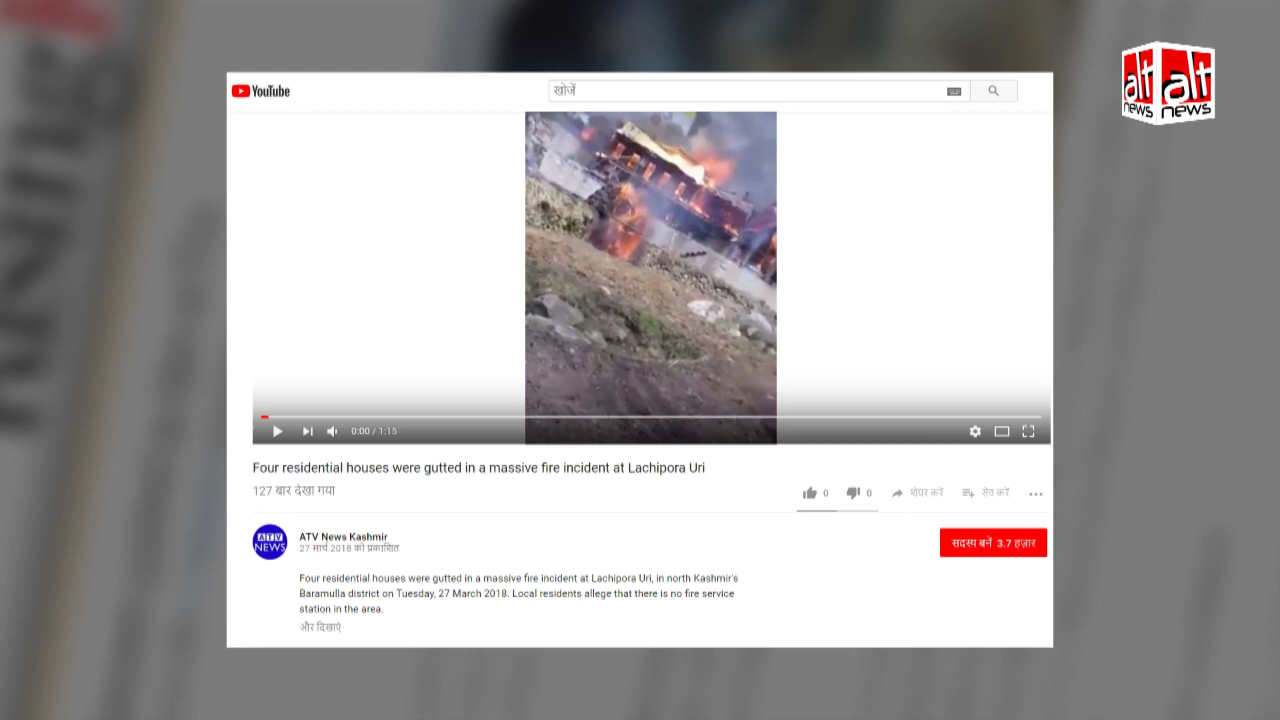 YouTube
खोजें
alt alt
news news
0:00 / 1:15
Four residential houses were gutted in a massive fire incident at Lachipora Uri
127 बार देखा गया
0
0
शेयर करें
सेव करें
ATV
NEWS
ATV News Kashmir
27 मार्च 2018 को प्रकाशित
सदस्य बनें 3.7 हज़ार
Four residential houses were gutted in a massive fire incident at Lachipora Uri, in north Kashmir's
Baramulla district on Tuesday, 27 March 2018. Local residents allege that there is no fire service
station in the area.
और दिखाएं